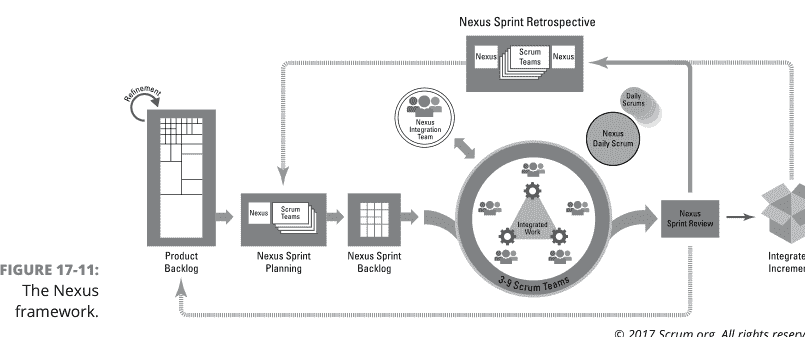 Nexus Sprint Retrospective
Nexus
Scrum
Teams
Nexus
Refinement
Nexus
Integration
Team
Daily
Scrums
Nexus
Daily Scrum
Nexus
Scrum
Teams
Integrated
Work
3-9 Scrum Teams
Nexus
Sprint Review
Product
Backlog
Nexus Sprint
Planning
Nexus Sprint
Backlog
Integrate
Increme
FIGURE 17-11:
The Nexus
framework.
© 2017 Scrum.org. All rights reserv